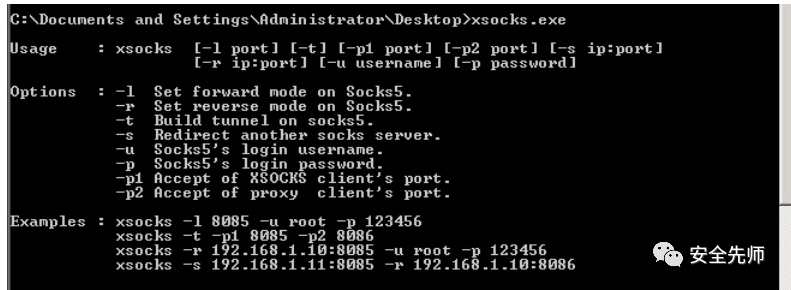 C:\Documents and Settings\Administrator\Desktop>xsocks.exe
Usage : xsocks [-l port] [-t] [-p1 port] [-p2 port] [-s ip:port]
[-r ip:port] [-u username] [-p password]
Options : -l Set forward mode on Socks5.
-r Set reverse mode on Socks5.
-t Build tunnel on socks5.
-s Redirect another socks server.
-u Socks5's login username.
-p Socks5's login password.
-p1 Accept of XSOCKS client's port.
-p2 Accept of proxy client's port.
Examples : xsocks -l 8085 -u root -p 123456
xsocks -t -p1 8085 -p2 8086
xsocks -r 192.168.1.10:8085 -u root -p 123456
xsocks -s 192.168.1.11:8085 -r 192.168.1.10:8086
安全先师